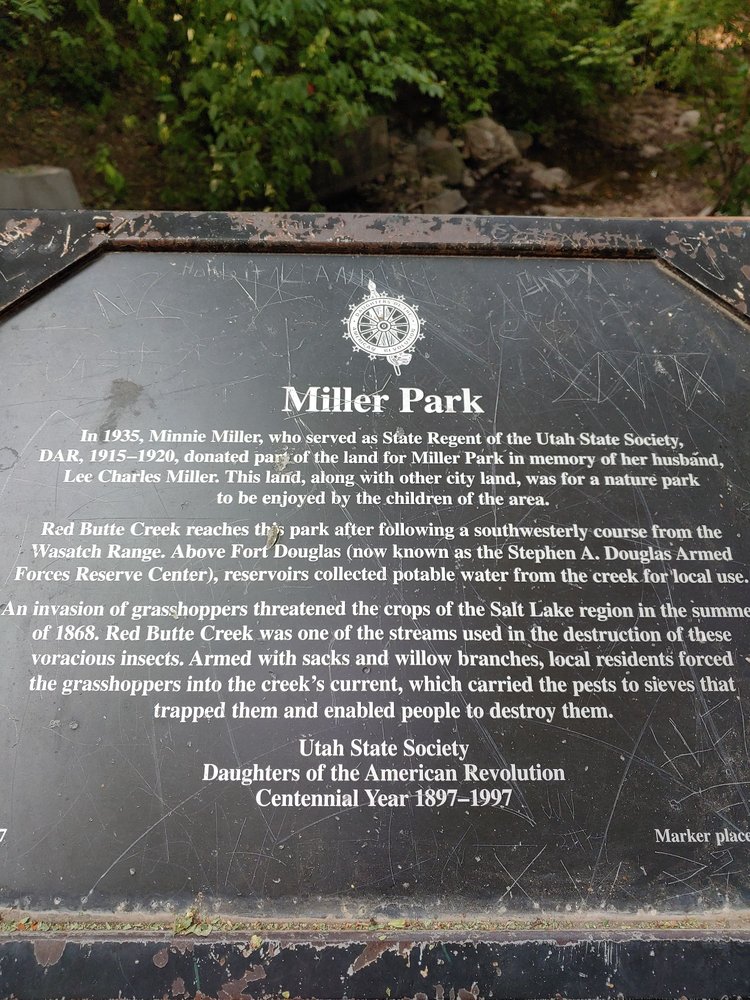 Miller Park
In 1935, Minnie Miller, who served as State Regent of the Utah State Society,
DAR, 1915–1920, donated part of the land for Miller Park in memory of her husband,
Lee Charles Miller. This land, along with other city land, was for a nature park
to be enjoyed by the children of the area.
Red Butte Creek reaches this park after following a southwesterly course from the
Wasatch Range. Above Fort Douglas (now known as the Stephen A. Douglas Armed
Forces Reserve Center), reservoirs collected potable water from the creek for local use.
An invasion of grasshoppers threatened the crops of the Salt Lake region in the summe
of 1868. Red Butte Creek was one of the streams used in the destruction of these
voracious insects. Armed with sacks and willow branches, local residents forced
the grasshoppers into the creek's current, which carried the pests to sieves that
trapped them and enabled people to destroy them.
Utah State Society
Daughters of the American Revolution
Centennial Year 1897–1997
7 Marker place